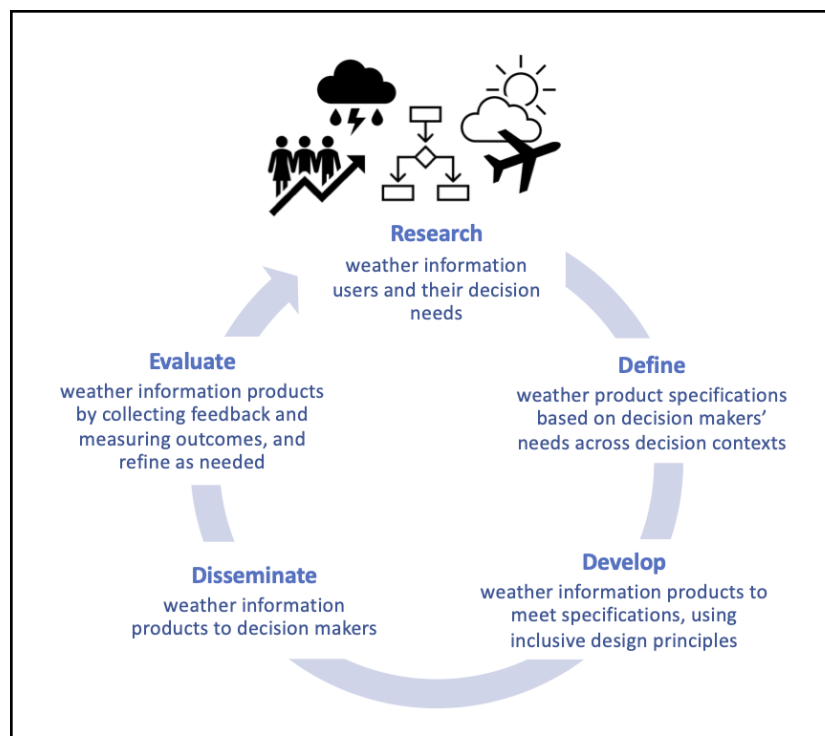 Research
weather information
users and their decision
needs
Define
weather product specifications
based on decision makers’
needs across decision contexts
Develop
weather information products to
meet specifications, using
inclusive design principles
Disseminate
weather information
products to decision makers
Evaluate
weather information products
by collecting feedback and
measuring outcomes, and
refine as needed